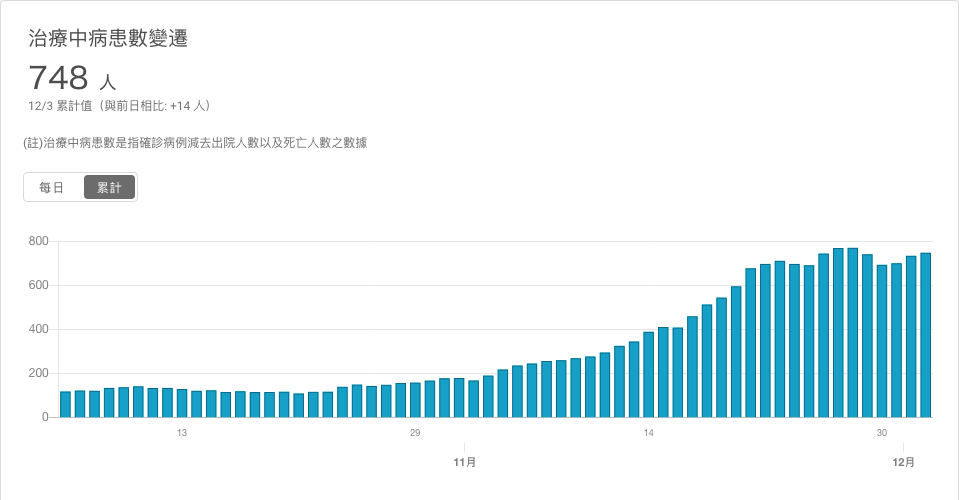 治療中病患數變遷
748 人
12/3 累計值（與前日相比: +14 人）
(註)治療中病患數是指確診病例減去出院人數以及死亡人數之數據
每日 累計
800
600
400
200
0
13 29 14 30
11月 12月